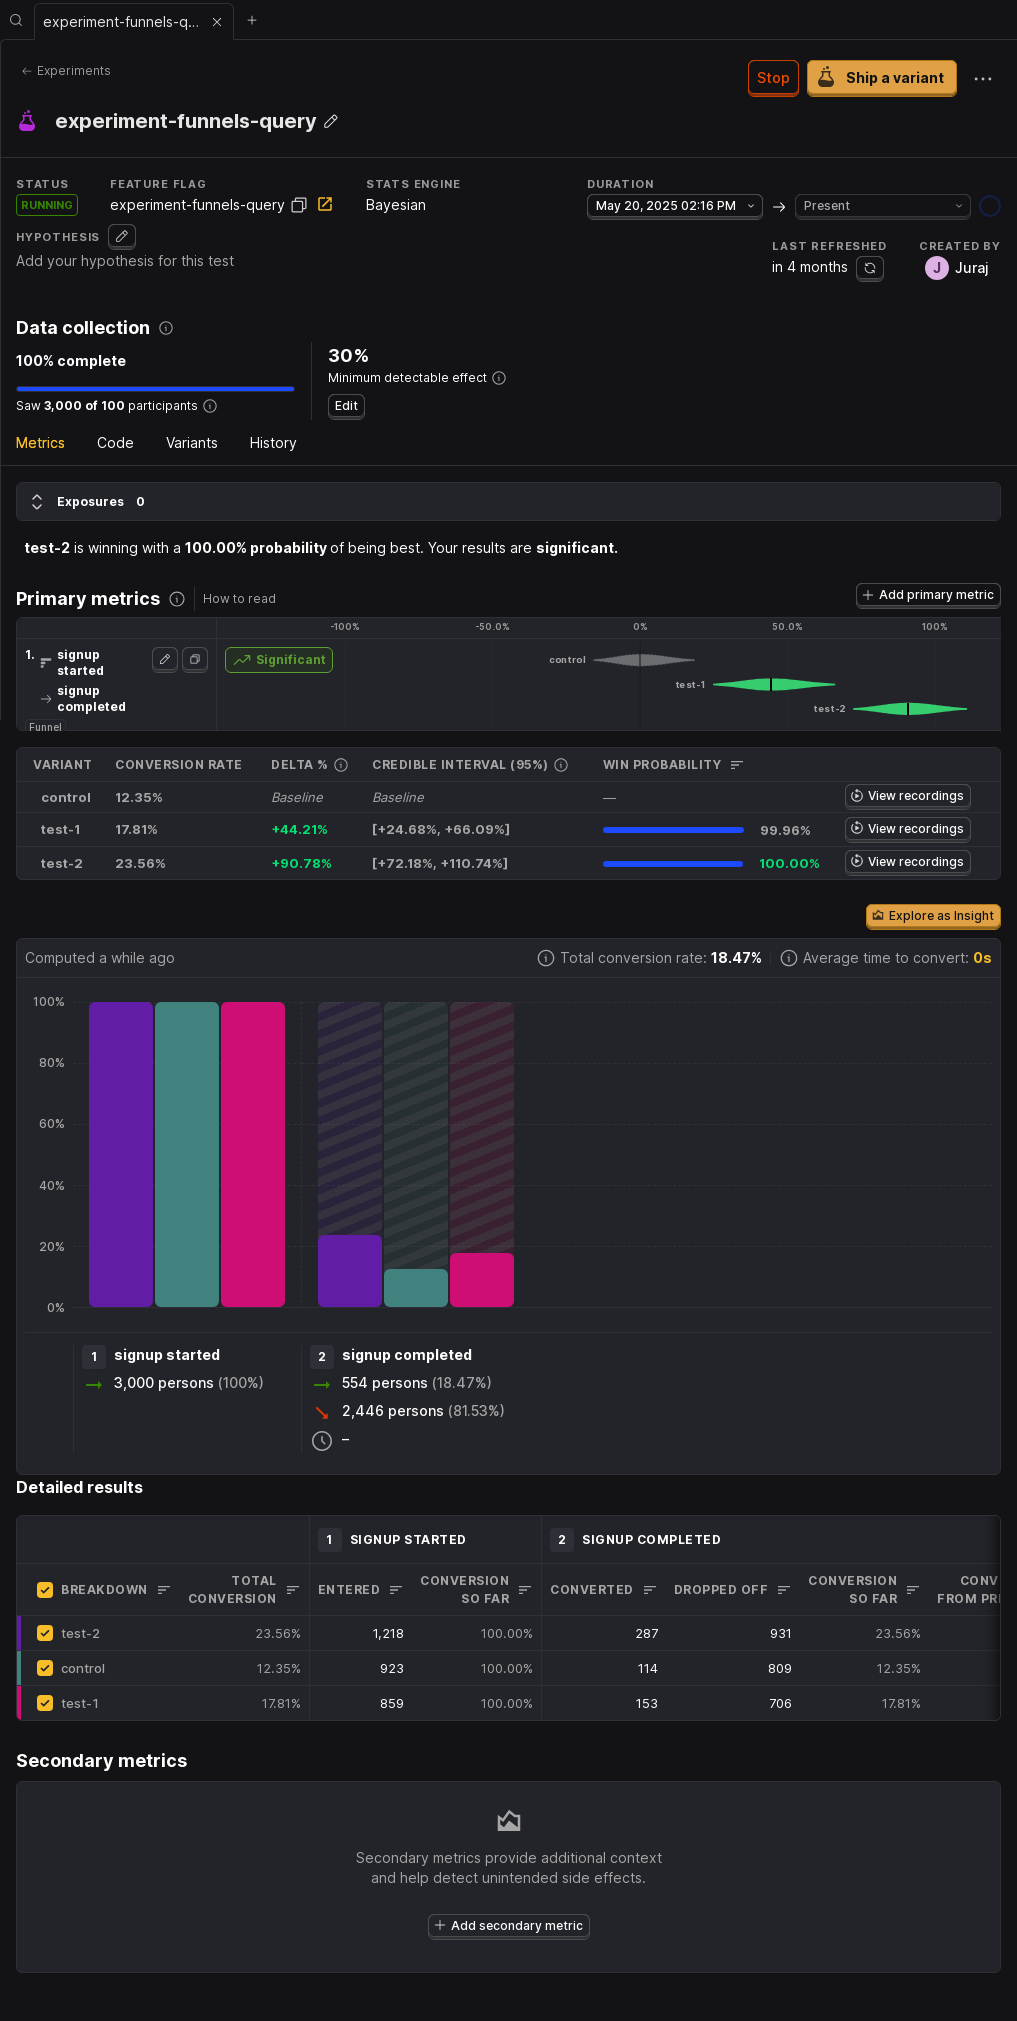 experiment-funnels-q...
Experiments
Stop
Ship a variant
experiment-funnels-query
STATUS
FEATURE FLAG
STATS ENGINE
DURATION
RUNNING
experiment-funnels-query
Bayesian
May 20, 2025 02:16 PM
Present
HYPOTHESIS
Add your hypothesis for this test
LAST REFRESHED
CREATED BY
in 4 months
J
Juraj
Data collection
100% complete
30%
Minimum detectable effect
Saw 3,000 of 100 participants
Edit
Metrics
Code
Variants
History
Exposures 0
test-2 is winning with a 100.00% probability of being best. Your results are significant.
Primary metrics
How to read
Add primary metric
-100%
-50.0%
0%
50.0%
100%
1.
signup
started
signup
completed
Funnel
Significant
control
test-1
test-2
VARIANT CONVERSION RATE DELTA % CREDIBLE INTERVAL (95%) WIN PROBABILITY
control 12.35% Baseline Baseline — View recordings
test-1 17.81% +44.21% [+24.68%, +66.09%] 99.96% View recordings
test-2 23.56% +90.78% [+72.18%, +110.74%] 100.00% View recordings
Explore as Insight
Computed a while ago
Total conversion rate: 18.47%
Average time to convert: 0s
100%
80%
60%
40%
20%
0%
1 signup started
3,000 persons (100%)
2 signup completed
554 persons (18.47%)
2,446 persons (81.53%)
–
Detailed results
1 SIGNUP STARTED
2 SIGNUP COMPLETED
BREAKDOWN
TOTAL
CONVERSION
ENTERED
CONVERSION
SO FAR
CONVERTED
DROPPED OFF
CONVERSION
SO FAR
CONV
FROM PR
test-2 23.56% 1,218 100.00% 287 931 23.56%
control 12.35% 923 100.00% 114 809 12.35%
test-1 17.81% 859 100.00% 153 706 17.81%
Secondary metrics
Secondary metrics provide additional context
and help detect unintended side effects.
Add secondary metric